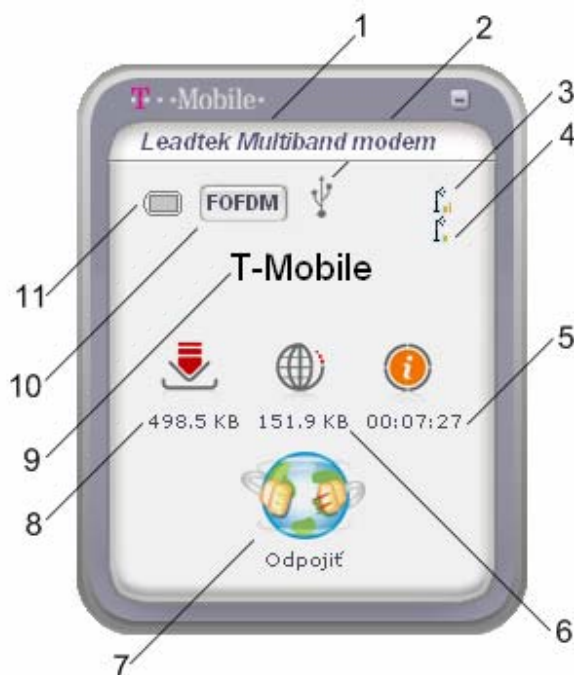 1
2
T··Mobile·
3
Leadtek Multiband modem
4
FOFDM
11
T-Mobile
10
5
498.5 KB 151.9 KB 00:07:27
9
8
Odpojiť
6
7